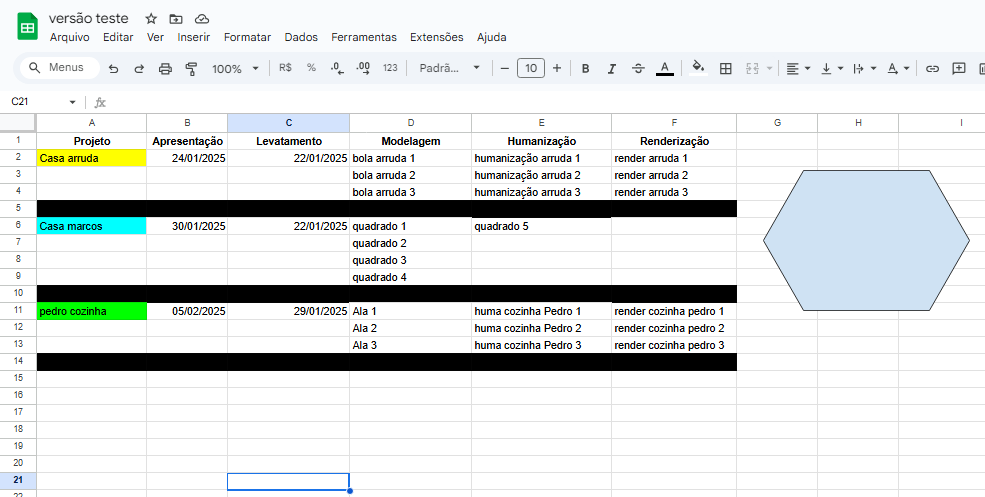 versão teste
Arquivo Editar Ver Inserir Formatar Dados Ferramentas Extensões Ajuda
Menus 100% R$ % .0 .00 123 Padrã... − 10 + B I S A
C21 fx
A B C D E F G H I
1 Projeto Apresentação Levatamento Modelagem Humanização Renderização
2 Casa arruda 24/01/2025 22/01/2025 bola arruda 1 humanização arruda 1 render arruda 1
3 bola arruda 2 humanização arruda 2 render arruda 2
4 bola arruda 3 humanização arruda 3 render arruda 3
5
6 Casa marcos 30/01/2025 22/01/2025 quadrado 1 quadrado 5
7 quadrado 2
8 quadrado 3
9 quadrado 4
10
11 pedro cozinha 05/02/2025 29/01/2025 Ala 1 huma cozinha Pedro 1 render cozinha pedro 1
12 Ala 2 huma cozinha Pedro 2 render cozinha pedro 2
13 Ala 3 huma cozinha Pedro 3 render cozinha pedro 3
14
15
16
17
18
19
20
21
22